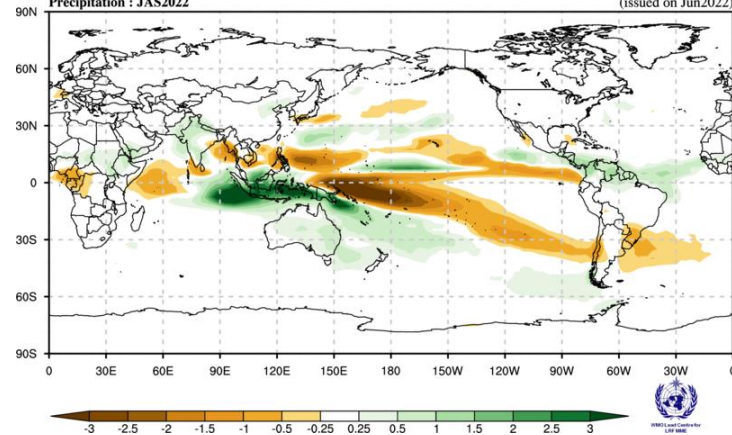 Precipitation : JAS2022
(issued on Jun2022)
90N
60N
30N
0
30S
60S
90S
0 30E 60E 90E 120E 150E 180 150W 120W 90W 60W 30W
-3 -2.5 -2 -1.5 -1 -0.5 -0.25 0.25 0.5 1 1.5 2 2.5 3
WMO Lead Centre for
LRFMME